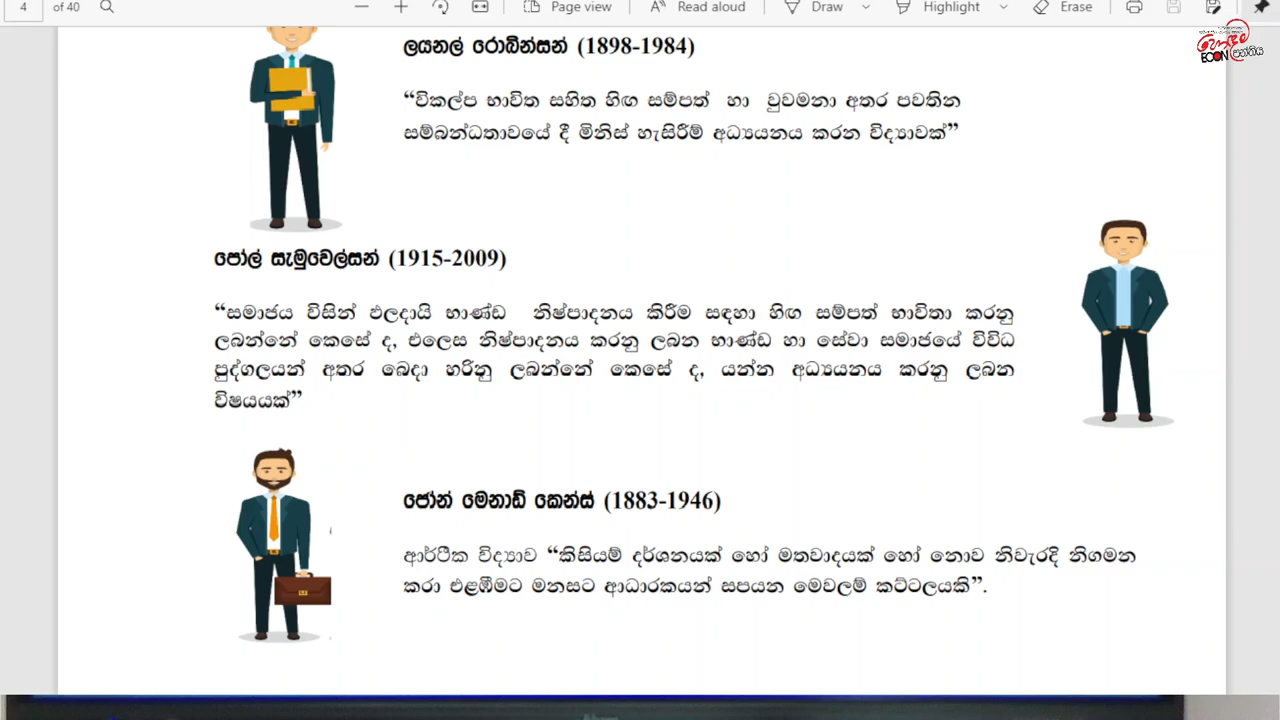 4 of 40 Page view Read aloud Draw Highlight Erase
ECON පන්තිය
ලයනල් රොබින්සන් (1898-1984)
“විකල්ප භාවිත සහිත හිඟ සම්පත් හා වුවමනා අතර පවතින
සම්බන්ධතාවයේ දී මිනිස් හැසිරීම් අධ්‍යයනය කරන විද්‍යාවක්”
පෝල් සැමුවෙල්සන් (1915-2009)
“සමාජය විසින් ඵලදායි භාණ්ඩ නිෂ්පාදනය කිරීම සඳහා හිඟ සම්පත් භාවිතා කරනු
ලබන්නේ කෙසේ ද, එලෙස නිෂ්පාදනය කරනු ලබන භාණ්ඩ හා සේවා සමාජයේ විවිධ
පුද්ගලයන් අතර බෙදා හරිනු ලබන්නේ කෙසේ ද, යන්න අධ්‍යයනය කරනු ලබන
විෂයයක්”
ජෝන් මෙනාඩ් කෙන්ස් (1883-1946)
ආර්ථික විද්‍යාව “කිසියම් දර්ශනයක් හෝ මතවාදයක් හෝ නොව නිවැරදි නිගමන
කරා එළඹීමට මනසට ආධාරකයන් සපයන මෙවලම් කට්ටලයකි”.